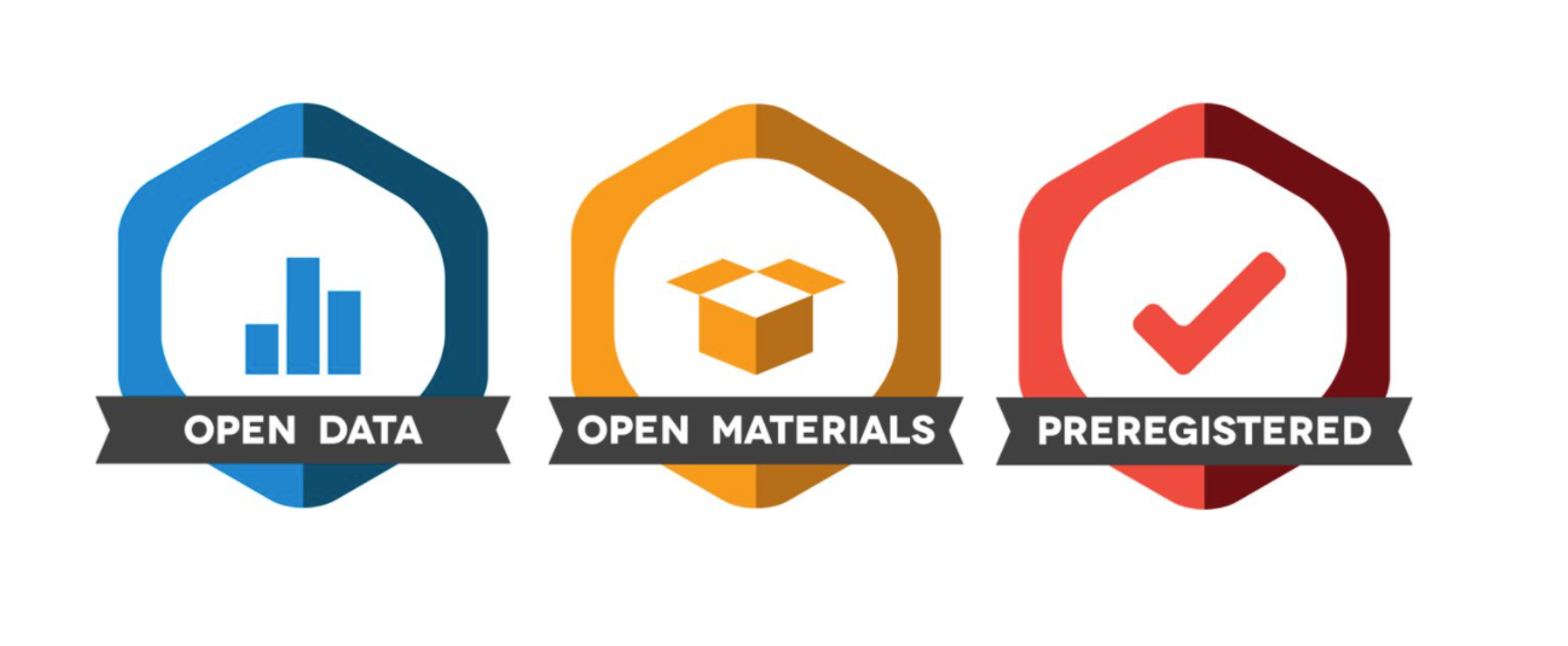 OPEN DATA
OPEN MATERIALS
PREREGISTERED